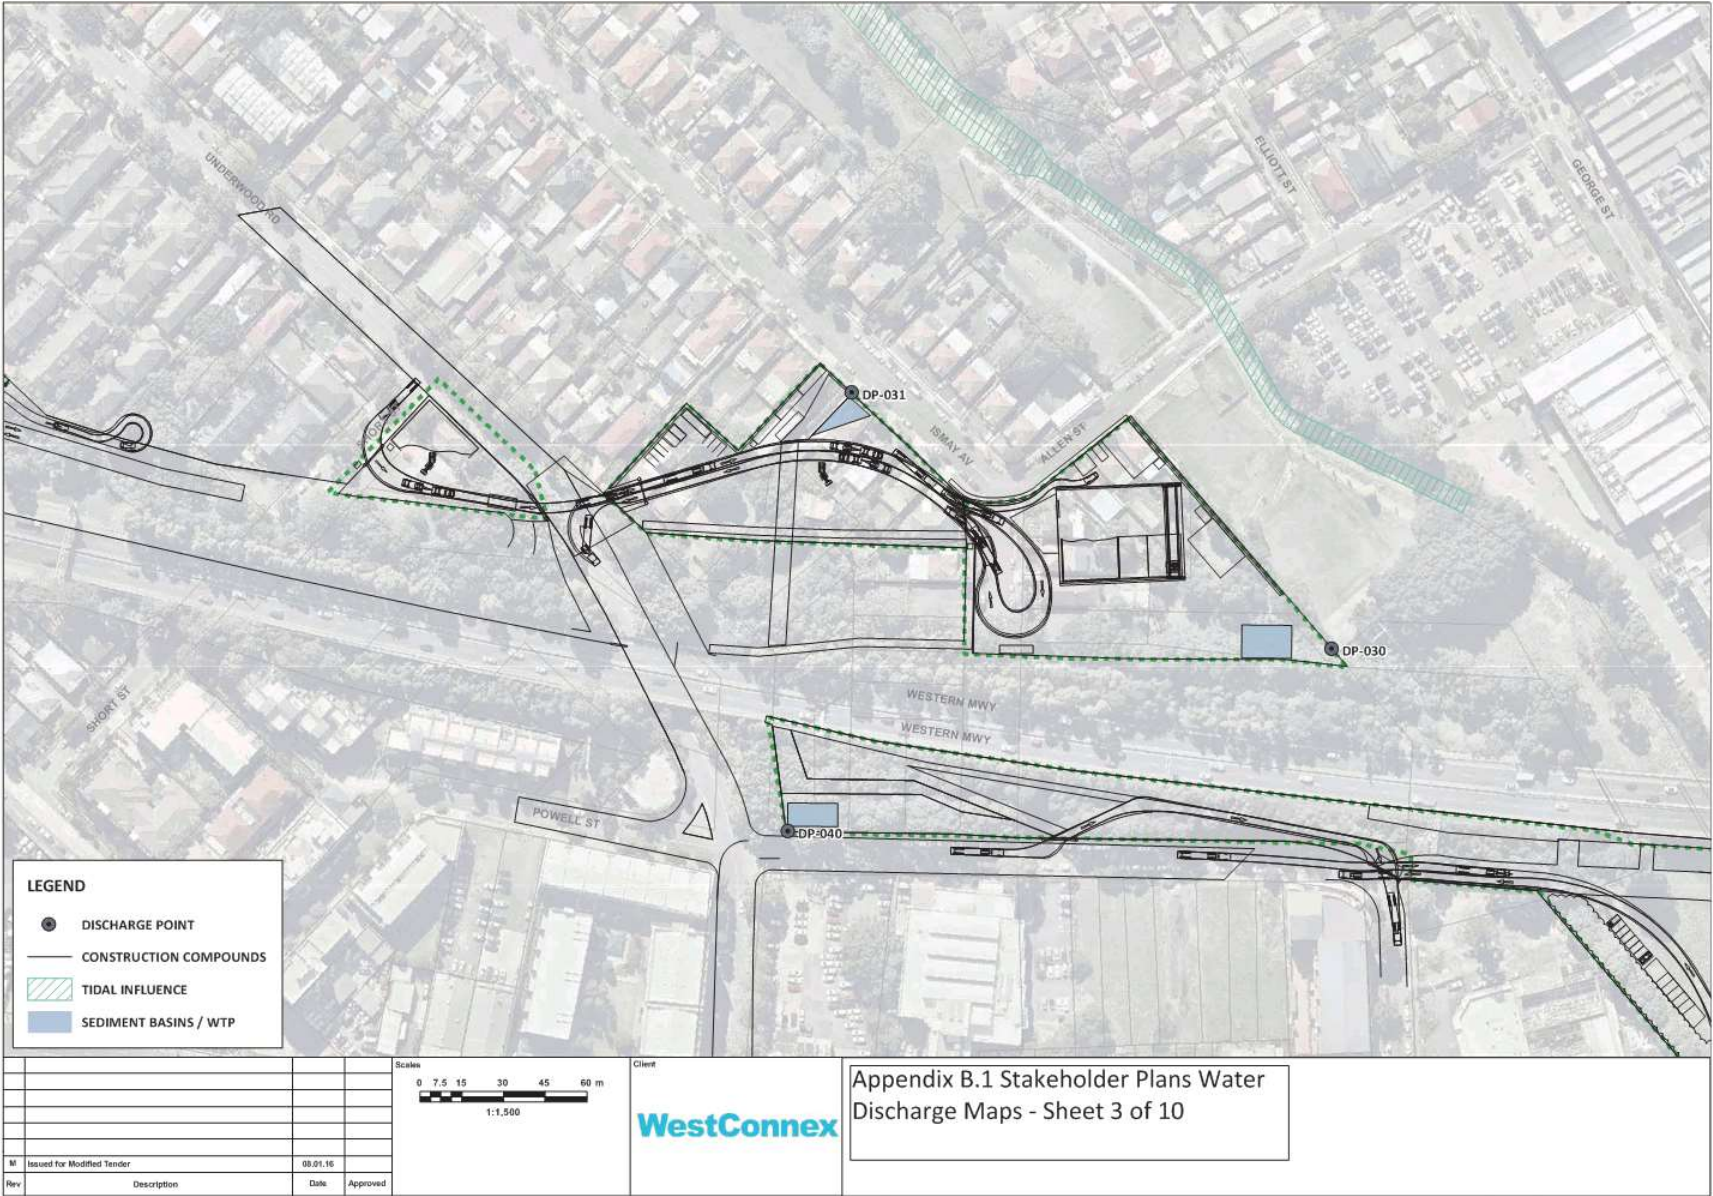 UNDERWOOD RD
ELLIOTT ST
GEORGE ST
DP-031
ISMAY AV
ALLEN ST
DP-030
SHORT ST
WESTERN MWY
WESTERN MWY
POWELL ST
DP-040
LEGEND
DISCHARGE POINT
CONSTRUCTION COMPOUNDS
TIDAL INFLUENCE
SEDIMENT BASINS / WTP
Scales
0 7.5 15 30 45 60 m
1:1,500
Client
WestConnex
Appendix B.1 Stakeholder Plans Water
Discharge Maps - Sheet 3 of 10
M Issued for Modified Tender 08.01.16
Rev Description Date Approved